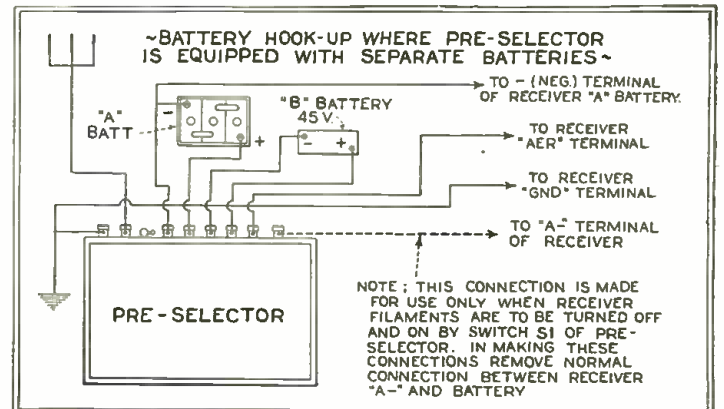 ~BATTERY HOOK-UP WHERE PRE-SELECTOR
IS EQUIPPED WITH SEPARATE BATTERIES~
"A"
BATT
-
+
"B" BATTERY
45 V.
-
+
TO - (NEG.) TERMINAL
OF RECEIVER "A" BATTERY.
TO RECEIVER
"AER" TERMINAL
TO RECEIVER
"GND" TERMINAL
TO "A-" TERMINAL
OF RECEIVER
PRE-SELECTOR
NOTE; THIS CONNECTION IS MADE
FOR USE ONLY WHEN RECEIVER
FILAMENTS ARE TO BE TURNED OFF
AND ON BY SWITCH S1 OF PRE-
SELECTOR. IN MAKING THESE
CONNECTIONS REMOVE NORMAL
CONNECTION BETWEEN RECEIVER
"A-" AND BATTERY